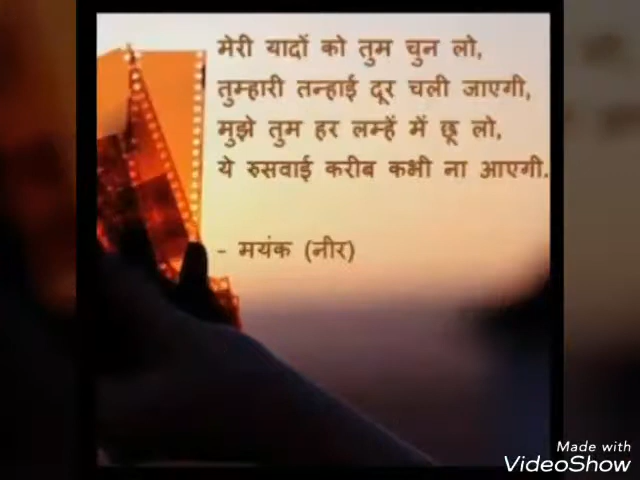 मेरी यादों को तुम चुन लो,
तुम्हारी तन्हाई दूर चली जाएगी,
मुझे तुम हर लम्हें में छू लो,
ये रुसवाई करीब कभी ना आएगी.
- मयंक (नीर)
Made with
VideoShow